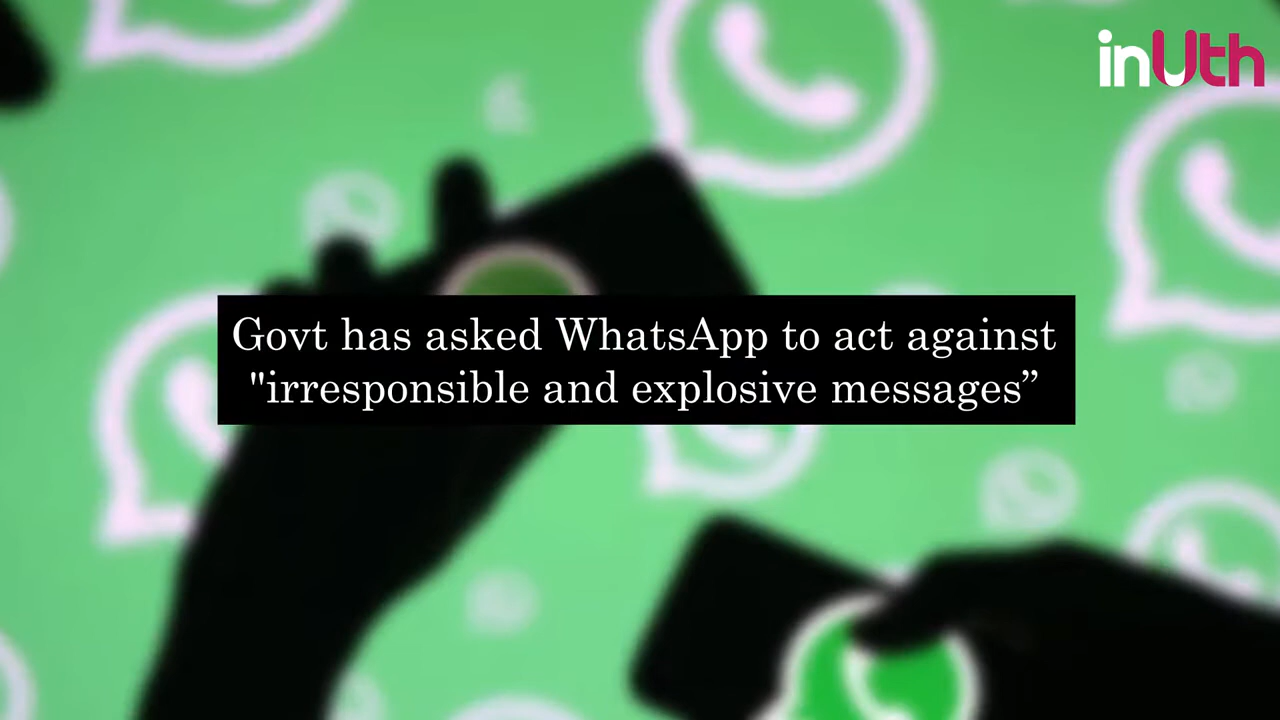 inUth
Govt has asked WhatsApp to act against
"irresponsible and explosive messages”